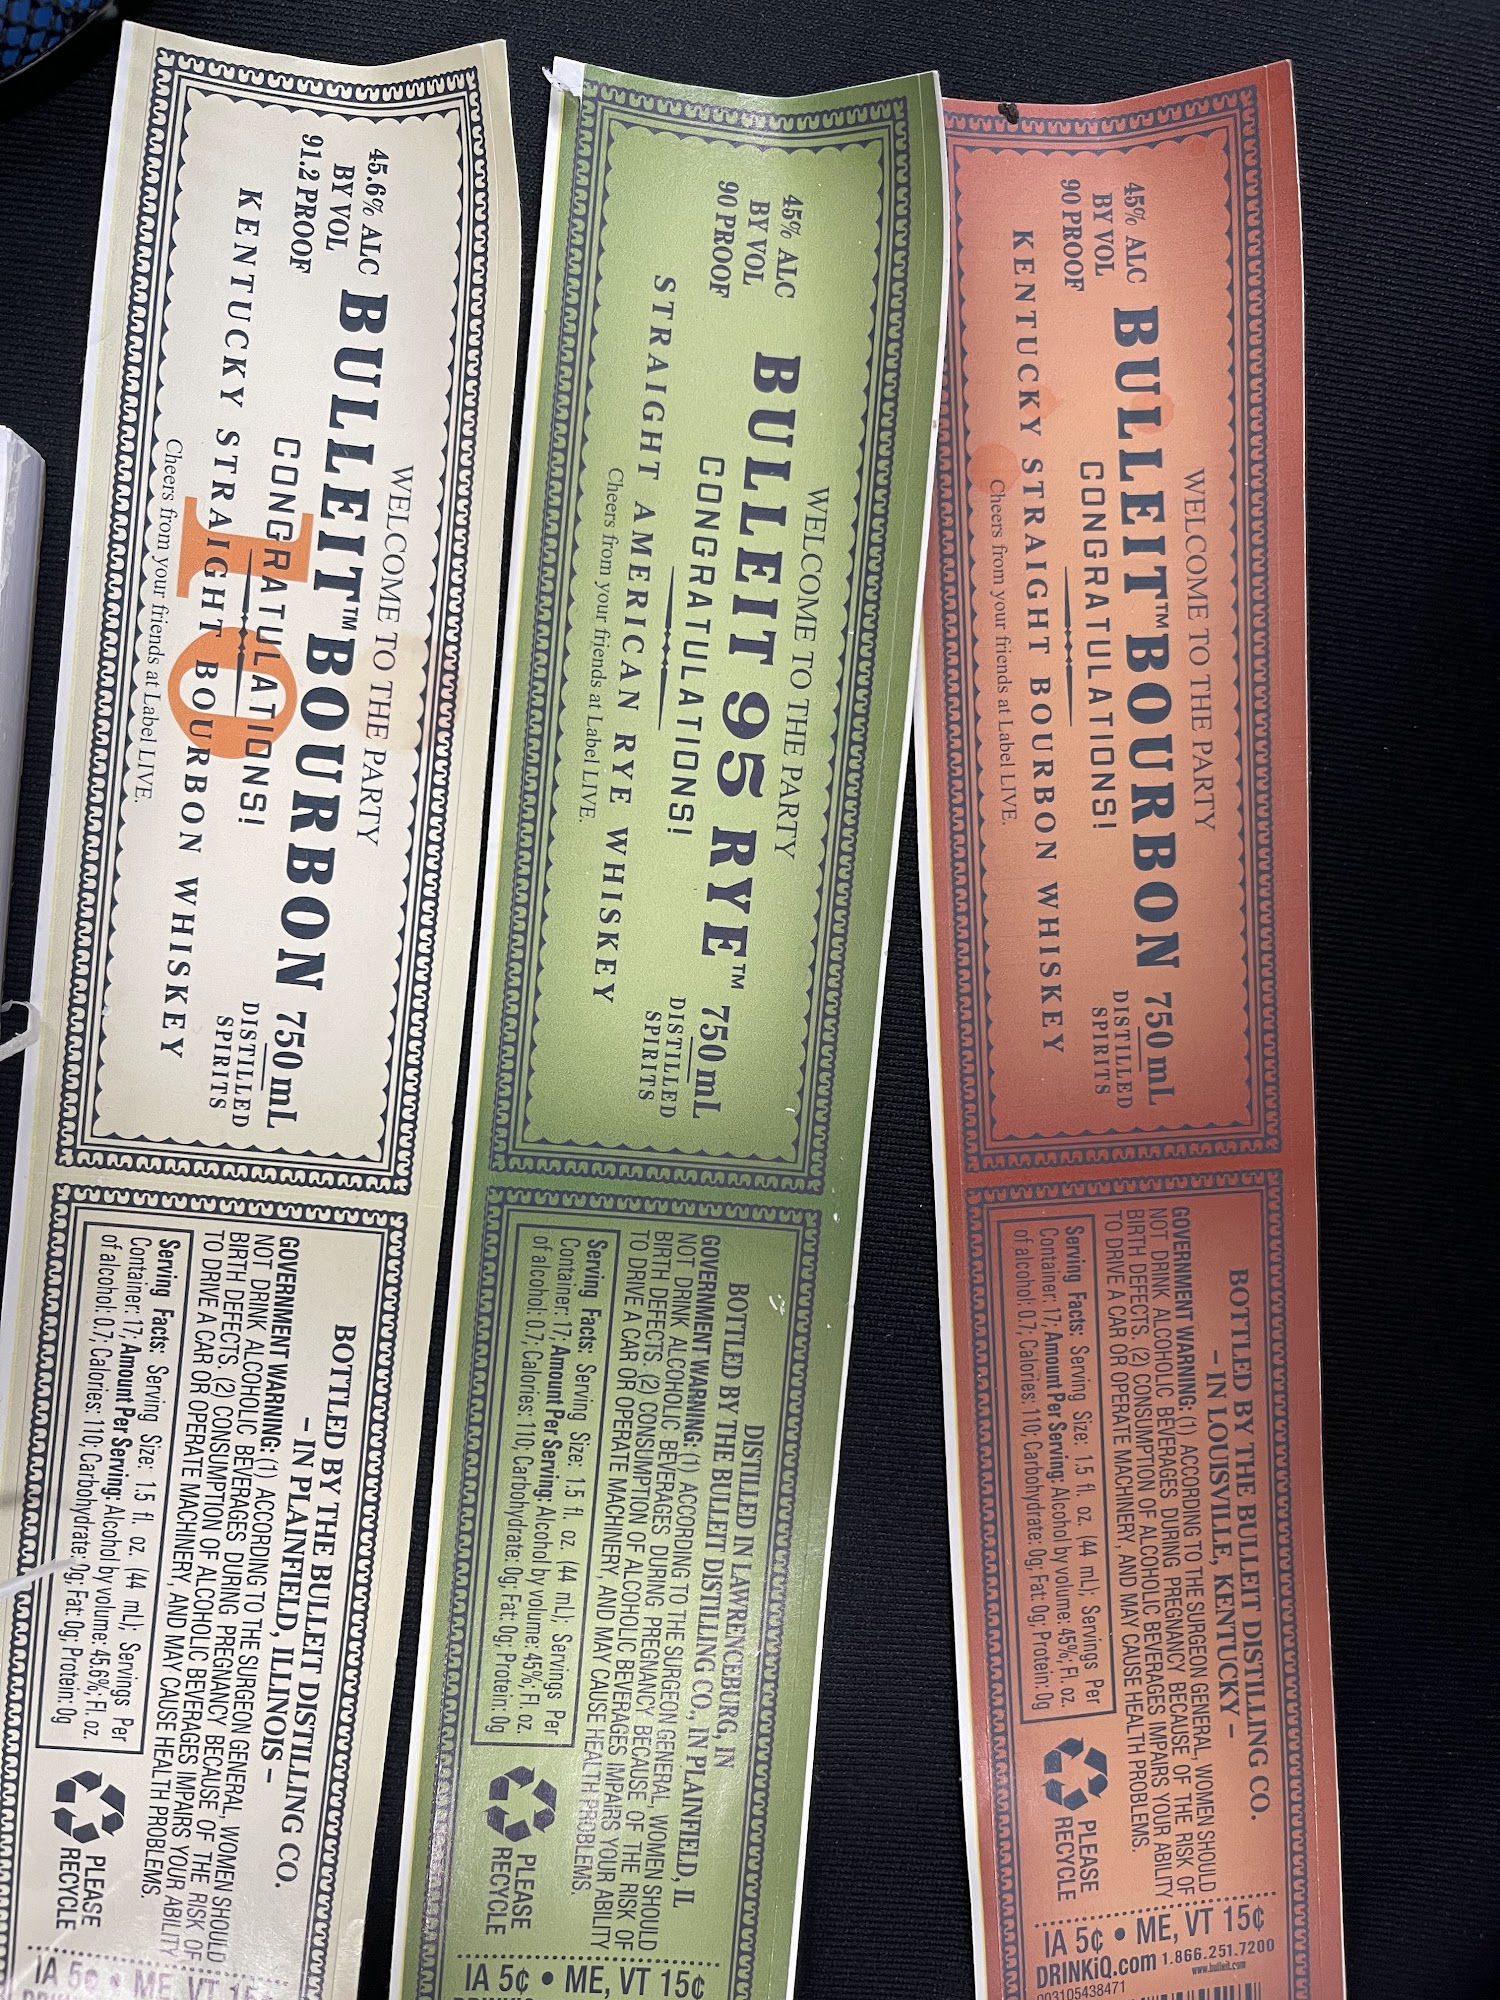 WELCOME TO THE PARTY
45.6% ALC
BY VOL
91.2 PROOF
BULLEIT™ BOURBON
750 mL
DISTILLED
SPIRITS
CONGRATULATIONS!
10
KENTUCKY STRAIGHT BOURBON WHISKEY
Cheers from your friends at Label LIVE.
BOTTLED BY THE BULLEIT DISTILLING CO.
– IN PLAINFIELD, ILLINOIS –
GOVERNMENT WARNING: (1) ACCORDING TO THE SURGEON GENERAL, WOMEN SHOULD
NOT DRINK ALCOHOLIC BEVERAGES DURING PREGNANCY BECAUSE OF THE RISK OF
BIRTH DEFECTS. (2) CONSUMPTION OF ALCOHOLIC BEVERAGES IMPAIRS YOUR ABILITY
TO DRIVE A CAR OR OPERATE MACHINERY, AND MAY CAUSE HEALTH PROBLEMS.
Serving Facts: Serving Size: 1.5 fl. oz. (44 mL); Servings Per
Container: 17; Amount Per Serving: Alcohol by volume: 45.6%; Fl. oz.
of alcohol: 0.7; Calories: 110; Carbohydrate: 0g; Fat: 0g; Protein: 0g
PLEASE
RECYCLE
IA 5¢ • ME, VT 15¢
WELCOME TO THE PARTY
45% ALC
BY VOL
90 PROOF
BULLEIT 95 RYE™
750 mL
DISTILLED
SPIRITS
CONGRATULATIONS!
STRAIGHT AMERICAN RYE WHISKEY
Cheers from your friends at Label LIVE.
DISTILLED IN LAWRENCEBURG, IN
BOTTLED BY THE BULLEIT DISTILLING CO., IN PLAINFIELD, IL
GOVERNMENT WARNING: (1) ACCORDING TO THE SURGEON GENERAL, WOMEN SHOULD
NOT DRINK ALCOHOLIC BEVERAGES DURING PREGNANCY BECAUSE OF THE RISK OF
BIRTH DEFECTS. (2) CONSUMPTION OF ALCOHOLIC BEVERAGES IMPAIRS YOUR ABILITY
TO DRIVE A CAR OR OPERATE MACHINERY, AND MAY CAUSE HEALTH PROBLEMS.
Serving Facts: Serving Size: 1.5 fl. oz. (44 mL); Servings Per
Container: 17; Amount Per Serving: Alcohol by volume: 45%; Fl. oz.
of alcohol: 0.7; Calories: 110; Carbohydrate: 0g; Fat: 0g; Protein: 0g
PLEASE
RECYCLE
IA 5¢ • ME, VT 15¢
WELCOME TO THE PARTY
45% ALC
BY VOL
90 PROOF
BULLEIT™ BOURBON
750 mL
DISTILLED
SPIRITS
CONGRATULATIONS!
KENTUCKY STRAIGHT BOURBON WHISKEY
Cheers from your friends at Label LIVE.
BOTTLED BY THE BULLEIT DISTILLING CO.
– IN LOUISVILLE, KENTUCKY –
GOVERNMENT WARNING: (1) ACCORDING TO THE SURGEON GENERAL, WOMEN SHOULD
NOT DRINK ALCOHOLIC BEVERAGES DURING PREGNANCY BECAUSE OF THE RISK OF
BIRTH DEFECTS. (2) CONSUMPTION OF ALCOHOLIC BEVERAGES IMPAIRS YOUR ABILITY
TO DRIVE A CAR OR OPERATE MACHINERY, AND MAY CAUSE HEALTH PROBLEMS.
Serving Facts: Serving Size: 1.5 fl. oz. (44 mL); Servings Per
Container: 17; Amount Per Serving: Alcohol by volume: 45%; Fl. oz.
of alcohol: 0.7; Calories: 110; Carbohydrate: 0g; Fat: 0g; Protein: 0g
PLEASE
RECYCLE
IA 5¢ • ME, VT 15¢
DRINKiQ.com 1.866.251.7200
www.bulleit.com
003105438471